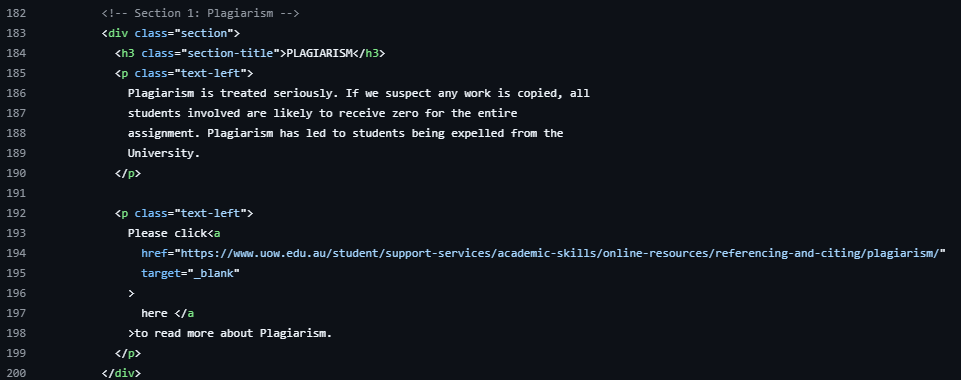 182 <!-- Section 1: Plagiarism -->
183 <div class="section">
184 <h3 class="section-title">PLAGIARISM</h3>
185 <p class="text-left">
186 Plagiarism is treated seriously. If we suspect any work is copied, all
187 students involved are likely to receive zero for the entire
188 assignment. Plagiarism has led to students being expelled from the
189 University.
190 </p>
191
192 <p class="text-left">
193 Please click<a
194 href="https://www.uow.edu.au/student/support-services/academic-skills/online-resources/referencing-and-citing/plagiarism/"
195 target="_blank"
196 >
197 here </a
198 >to read more about Plagiarism.
199 </p>
200 </div>